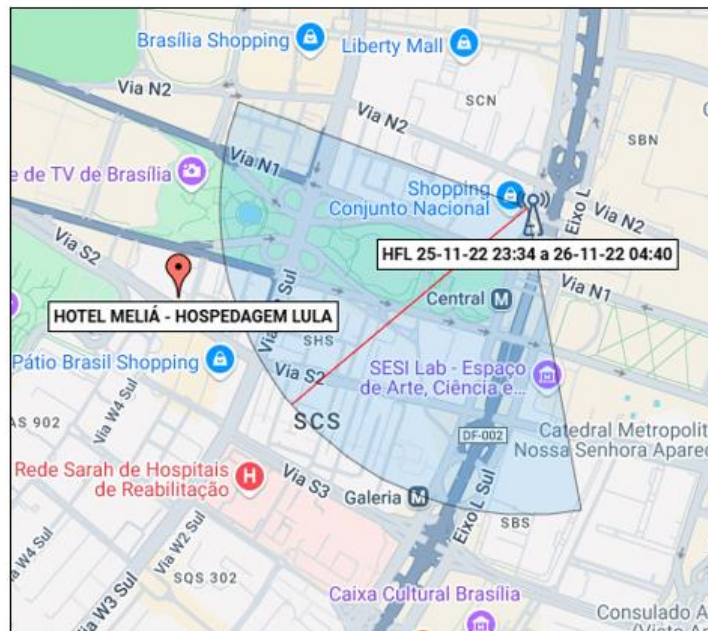 Brasília Shopping
Liberty Mall
Via N2
SCN
Via N2
SBN
Via N1
e de TV de Brasília
Shopping
Conjunto Nacional
Eixo L
Via N2
Via S2
HFL 25-11-22 23:34 a 26-11-22 04:40
Via N1
Central
HOTEL MELIÁ - HOSPEDAGEM LULA
Sul
SHS
Pátio Brasil Shopping
Via S2
SESI Lab - Espaço
de Arte, Ciência e...
Via W4 Sul
AS 902
SCS
DF-002
Catedral Metropolit
Nossa Senhora Aparec
Rede Sarah de Hospitais
de Reabilitação
Via S3
Galeria
Eixo L Sul
SBS
W4 Sul
Via W2 Sul
SQS 302
Via W3 Sul
Caixa Cultural Brasília
Consulado A